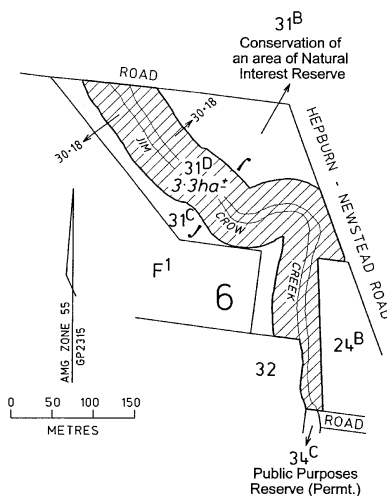 31ᴮ
Conservation of
an area of Natural
Interest Reserve
ROAD
30·18
30·18
JIM
31ᴰ
3·3ha±
31ᶜ
CROW
CREEK
HEPBURN - NEWSTEAD ROAD
F¹
6
24ᴮ
32
AMG ZONE 55
GP2315
0 50 100 150
METRES
ROAD
34ᶜ
Public Purposes
Reserve (Permt.)